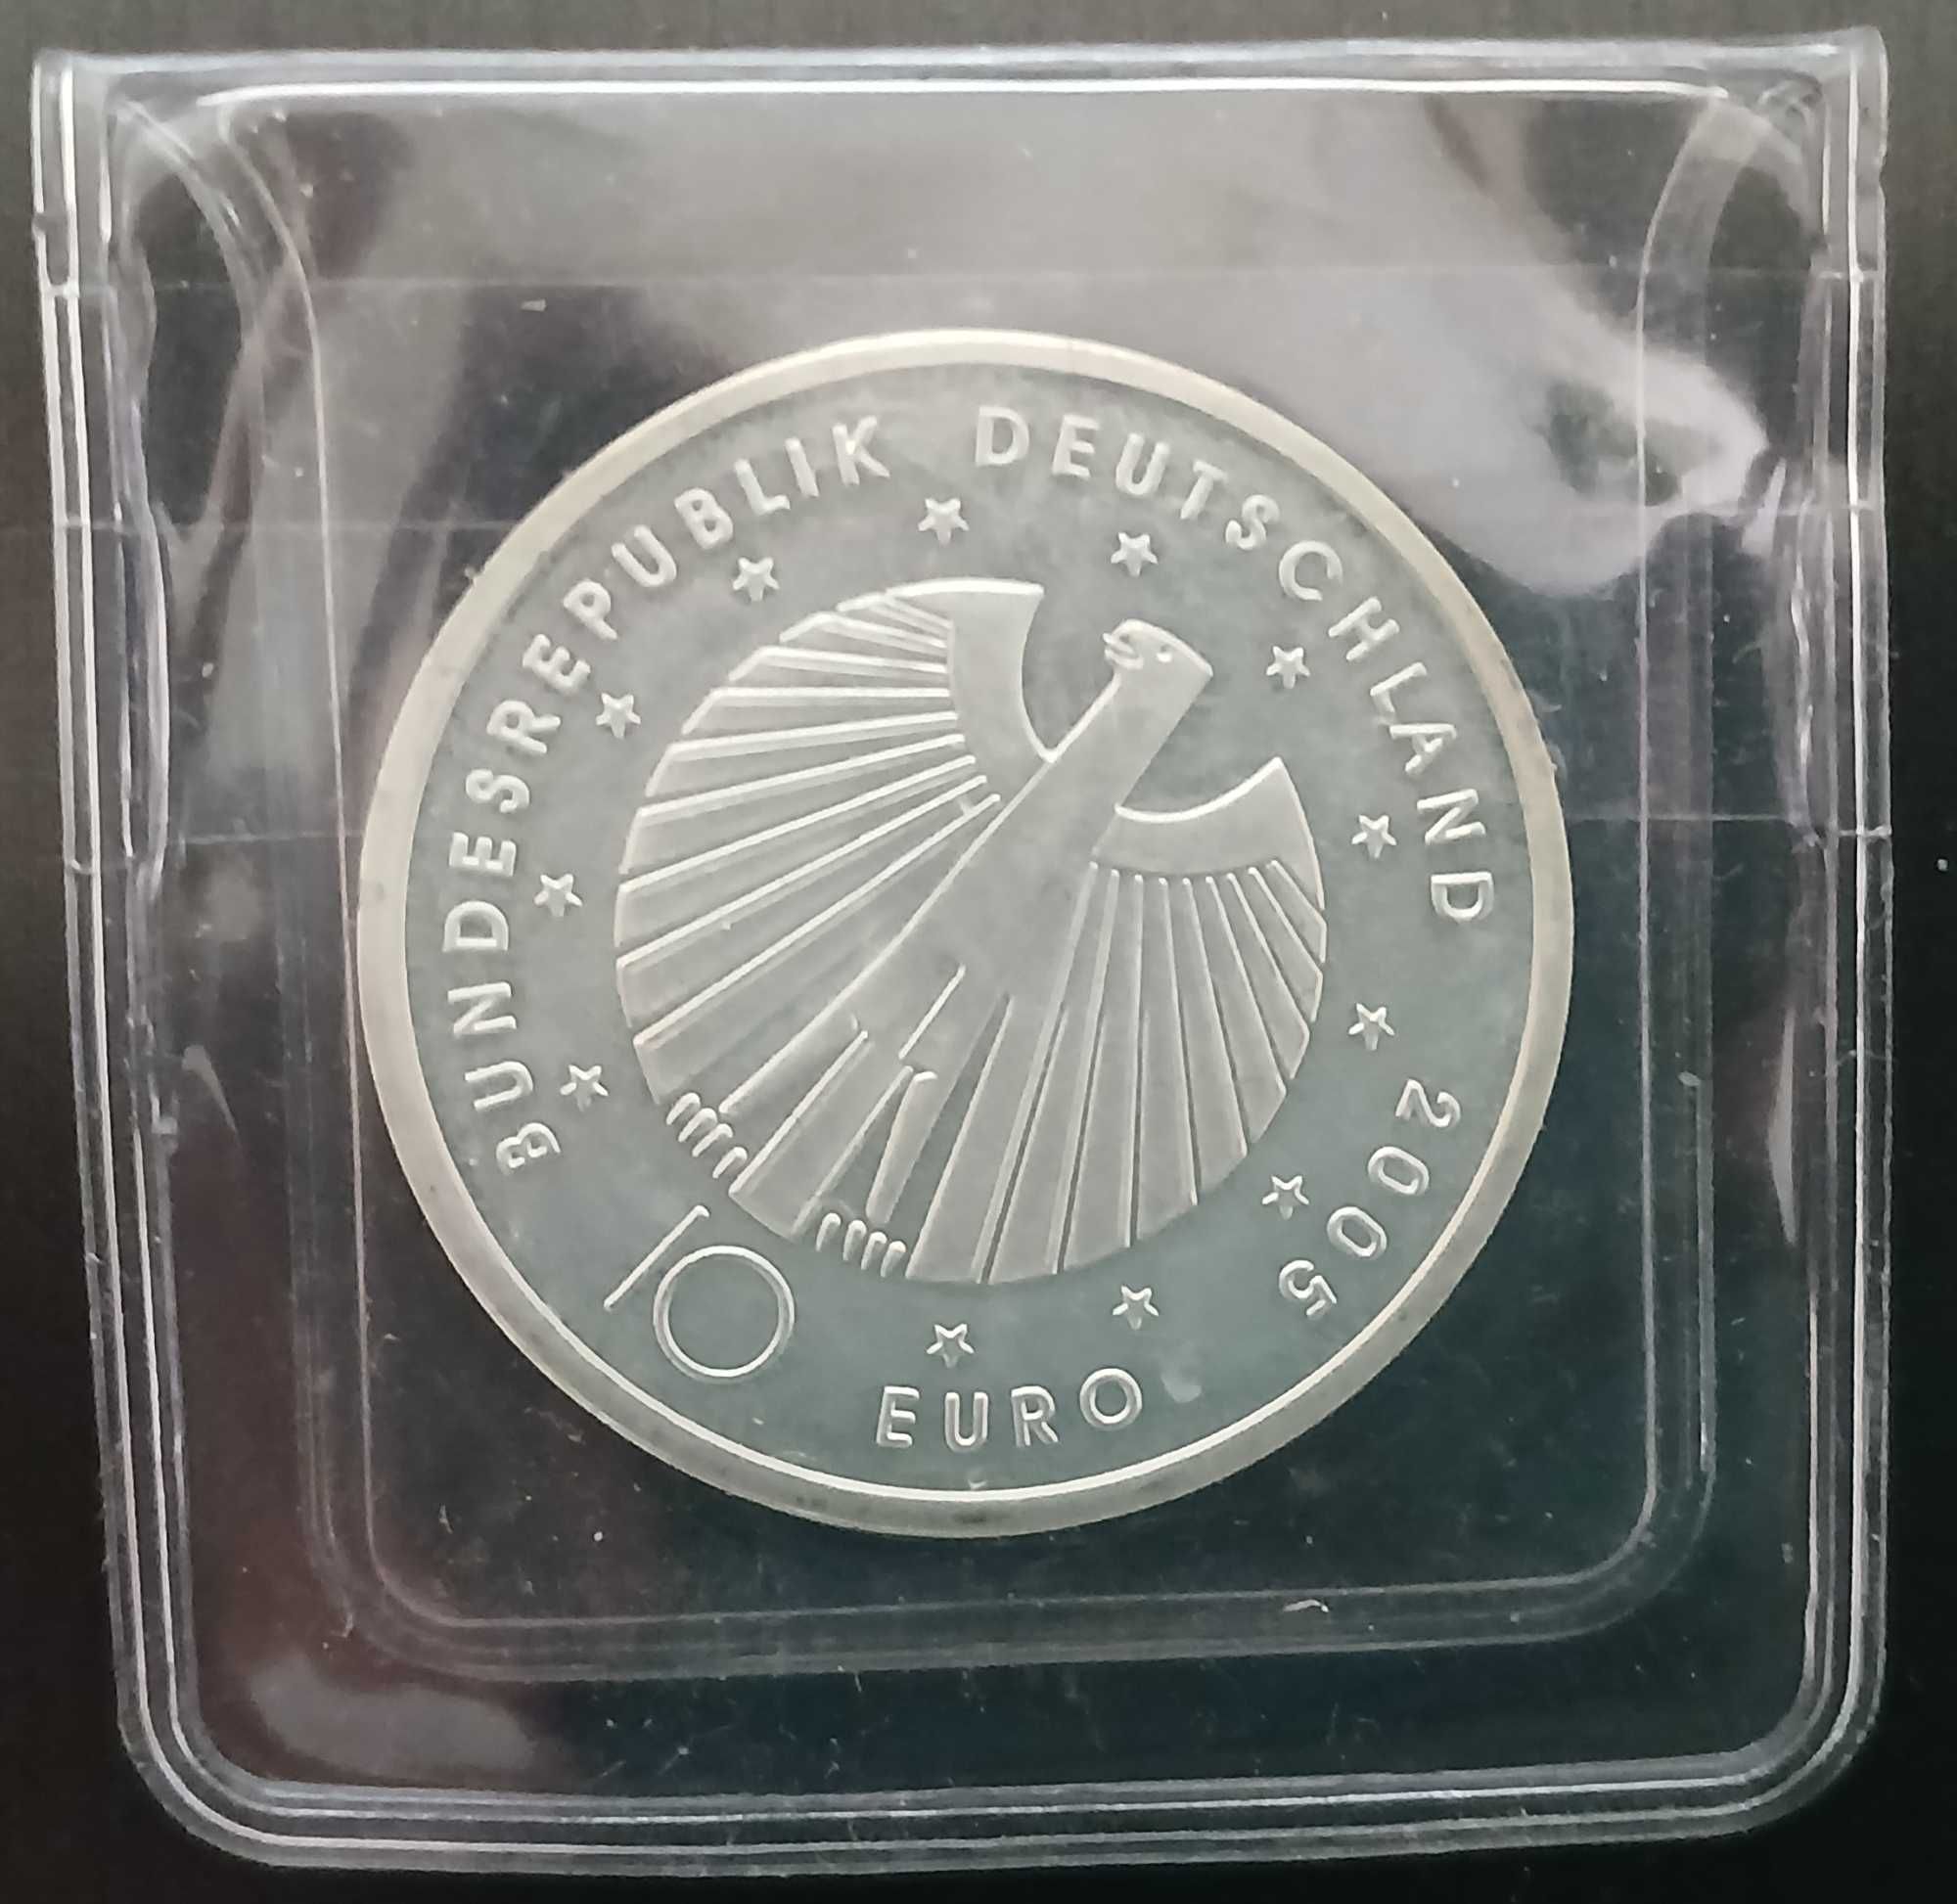 BUNDESREPUBLIK DEUTSCHLAND 2005
10
EURO